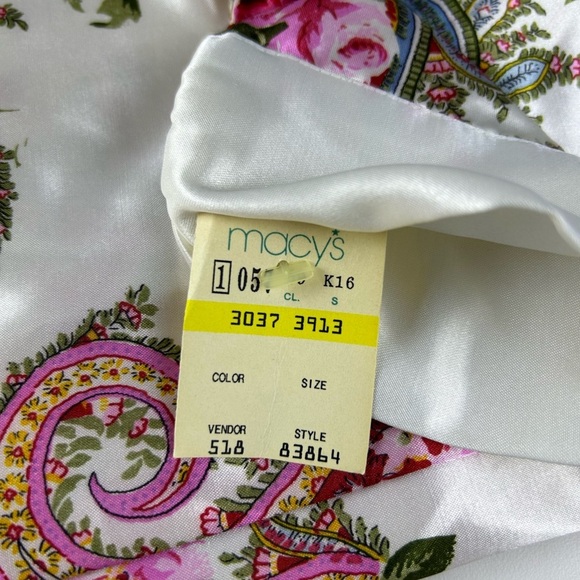 macy's
1 05 K16
CL. S
3037 3913
COLOR SIZE
VENDOR STYLE
518 83864